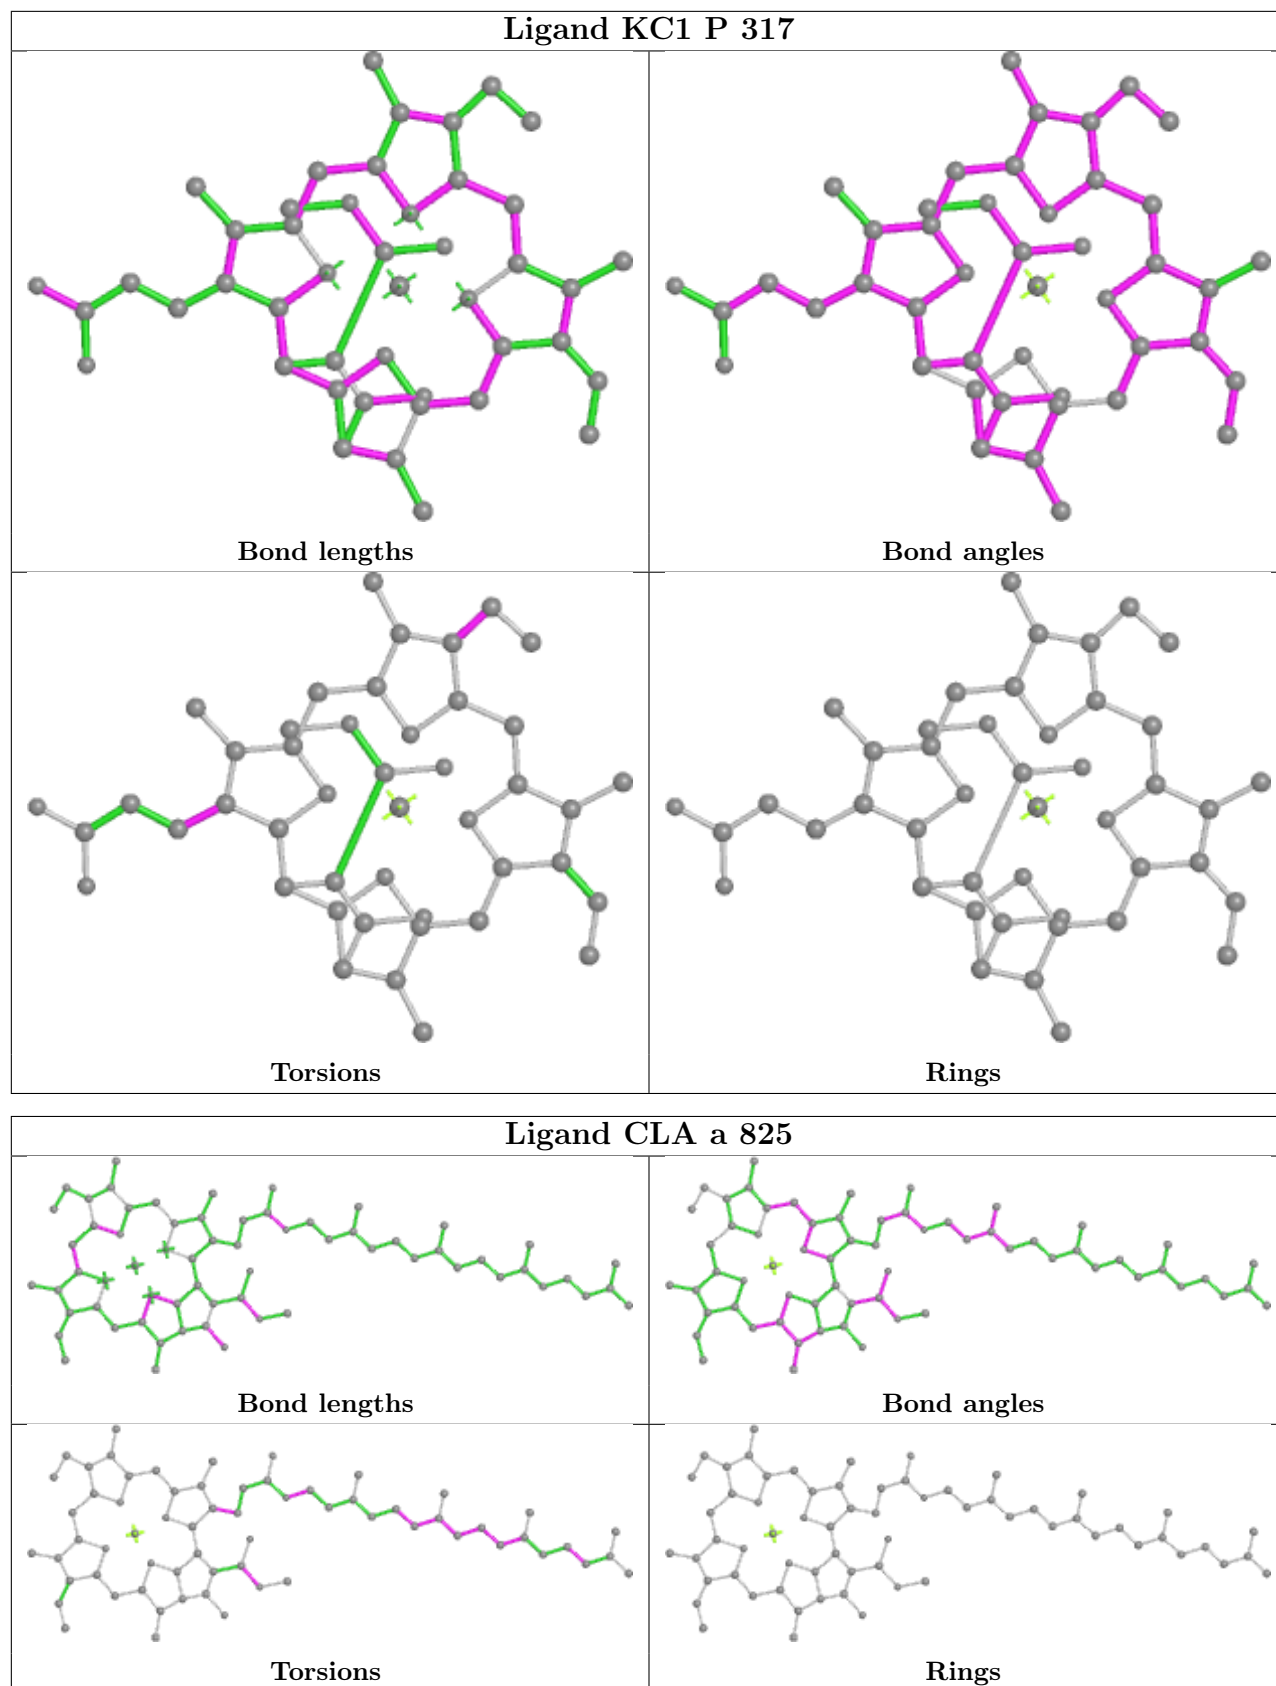 Ligand KC1 P 317
Bond lengths
Bond angles
Torsions
Rings
Ligand CLA a 825
Bond lengths
Bond angles
Torsions
Rings